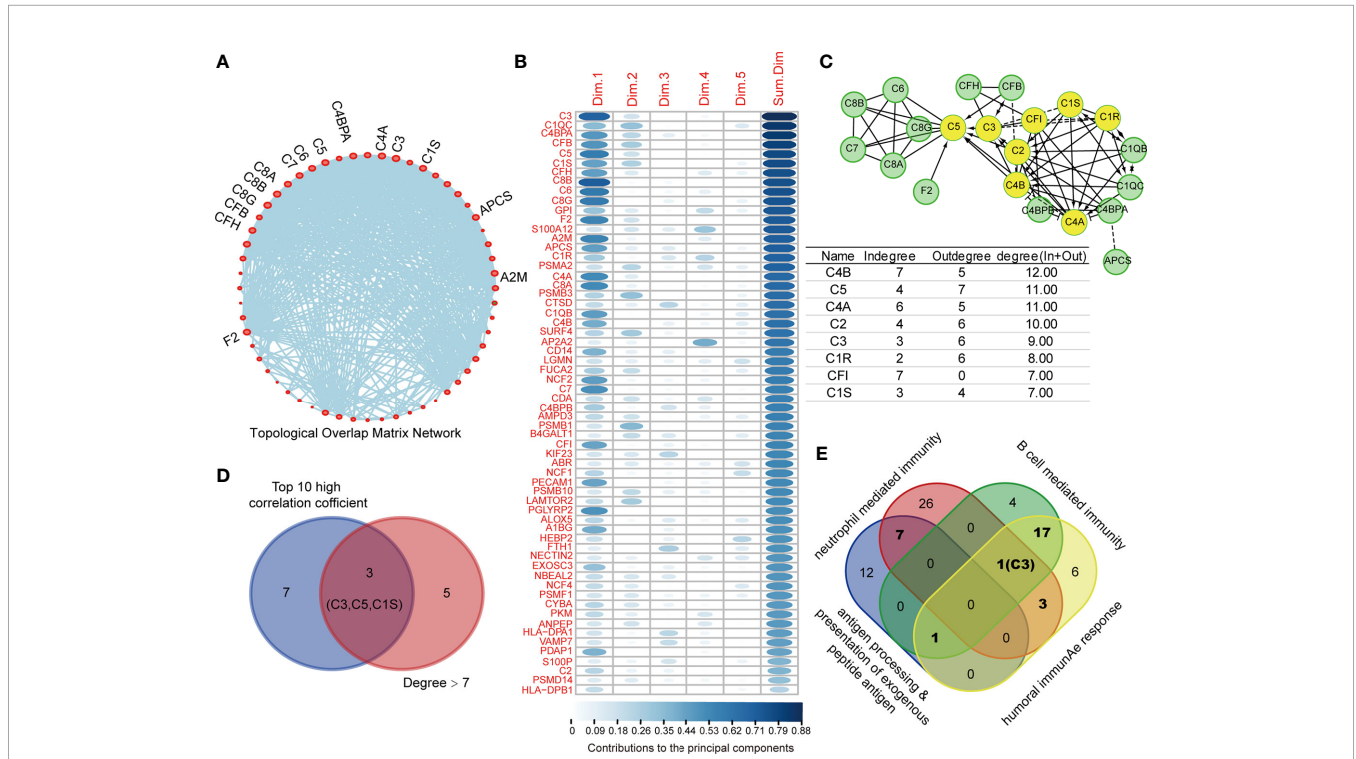 A
C4BPA
C4A
C3
C5
C6
C7
C8A
C8B
C8G
CFB
CFH
C1S
APCS
A2M
F2
Topological Overlap Matrix Network
B
Dim.1
Dim.2
Dim.3
Dim.4
Dim.5
Sum.Dim
C3
C1QC
C4BPA
CFB
C5
C1S
CFH
C8B
C6
C8G
GPI
F2
S100A12
A2M
APCS
C1R
PSMA2
C4A
C8A
PSMB3
CTSD
C1QB
C4B
SURF4
AP2A2
CD14
LGMN
FUCA2
NCF2
C7
CDA
C4BPB
AMPD3
PSMB1
B4GALT1
CFI
KIF23
ABR
NCF1
PECAM1
PSMB10
LAMTOR2
PGLYRP2
ALOX5
A1BG
HEBP2
FTH1
NECTIN2
EXOSC3
NBEAL2
NCF4
PSMF1
CYBA
PKM
ANPEP
HLA-DPA1
VAMP7
PDAP1
S100P
C2
PSMD14
HLA-DPB1
0 0.09 0.18 0.26 0.35 0.44 0.53 0.62 0.71 0.79 0.88
Contributions to the principal components
C
CFH
CFB
C6
C8B
C8G
C7
C8A
C5
F2
C3
CFI
C1S
C1R
C2
C1QB
C4B
C1QC
C4BPB
C4BPA
C4A
APCS
Name Indegree Outdegree degree(In+Out)
C4B 7 5 12.00
C5 4 7 11.00
C4A 6 5 11.00
C2 4 6 10.00
C3 3 6 9.00
C1R 2 6 8.00
CFI 7 0 7.00
C1S 3 4 7.00
D
Top 10 high
correlation cofficient
7
3
(C3,C5,C1S)
5
Degree > 7
E
neutrophil mediated immunity
B cell mediated immunity
26
4
0
7
17
12
0
1(C3)
6
0
0
3
1
0
0
antigen processing &
presentation of exogenous
peptide antigen
humoral immunAe response